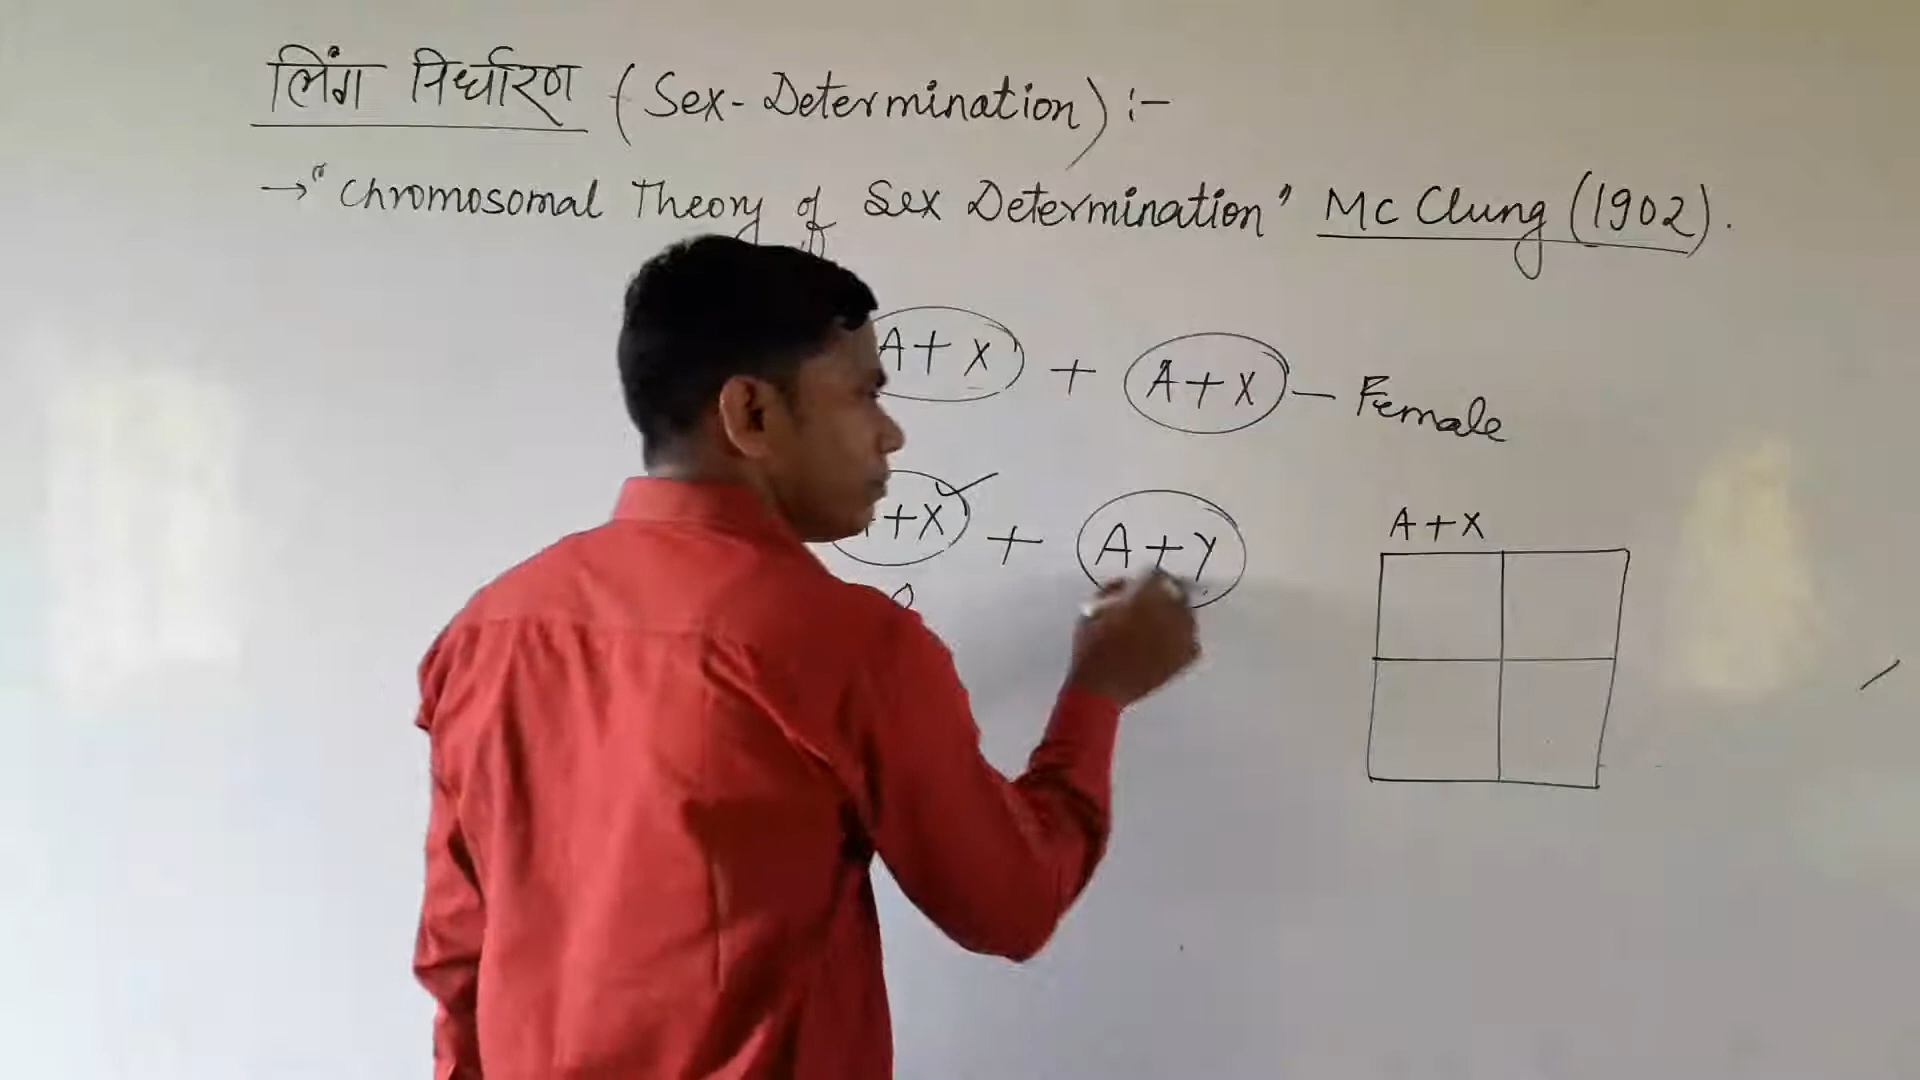 लिंग निर्धारण (Sex-Determination) :-
→ "Chromosomal Theory of Sex Determination" Mc Clung (1902).
A+X + A+X - Female
+X + A+Y
A+X